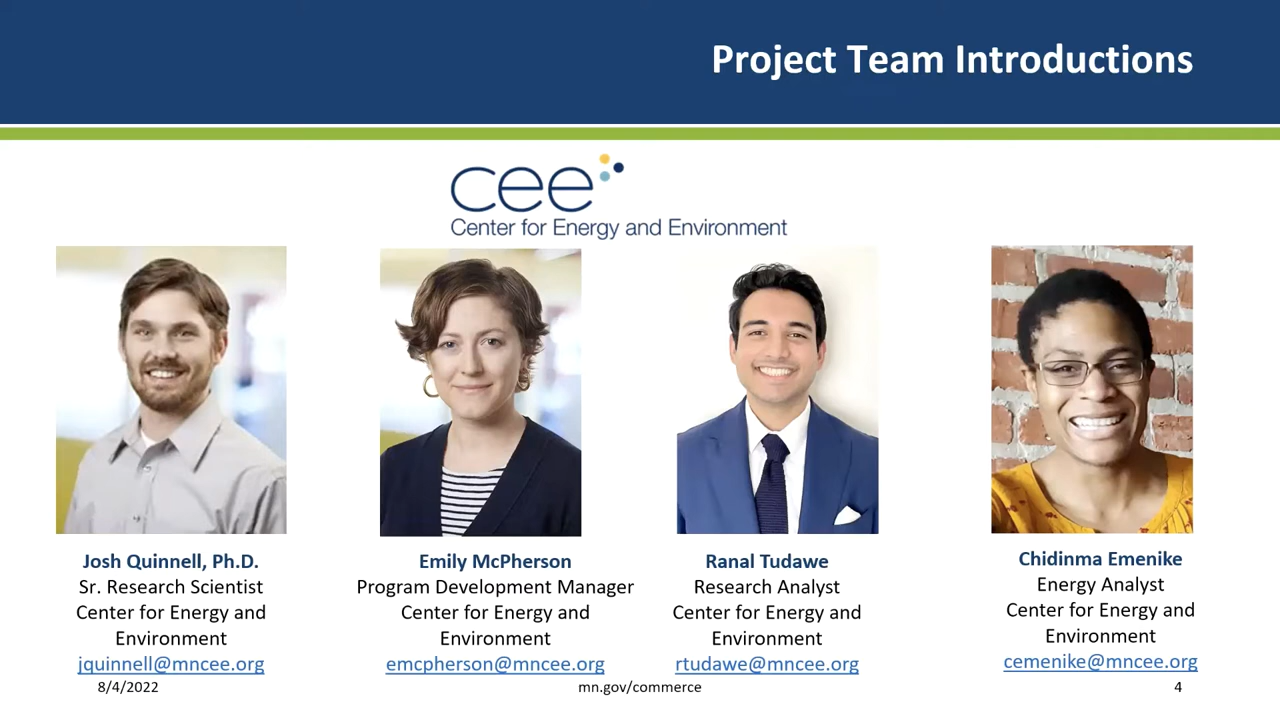 Project Team Introductions
cee
Center for Energy and Environment
Josh Quinnell, Ph.D.
Sr. Research Scientist
Center for Energy and
Environment
jquinnell@mncee.org
Emily McPherson
Program Development Manager
Center for Energy and
Environment
emcpherson@mncee.org
Ranal Tudawe
Research Analyst
Center for Energy and
Environment
rtudawe@mncee.org
Chidinma Emenike
Energy Analyst
Center for Energy and
Environment
cemenike@mncee.org
8/4/2022
mn.gov/commerce
4